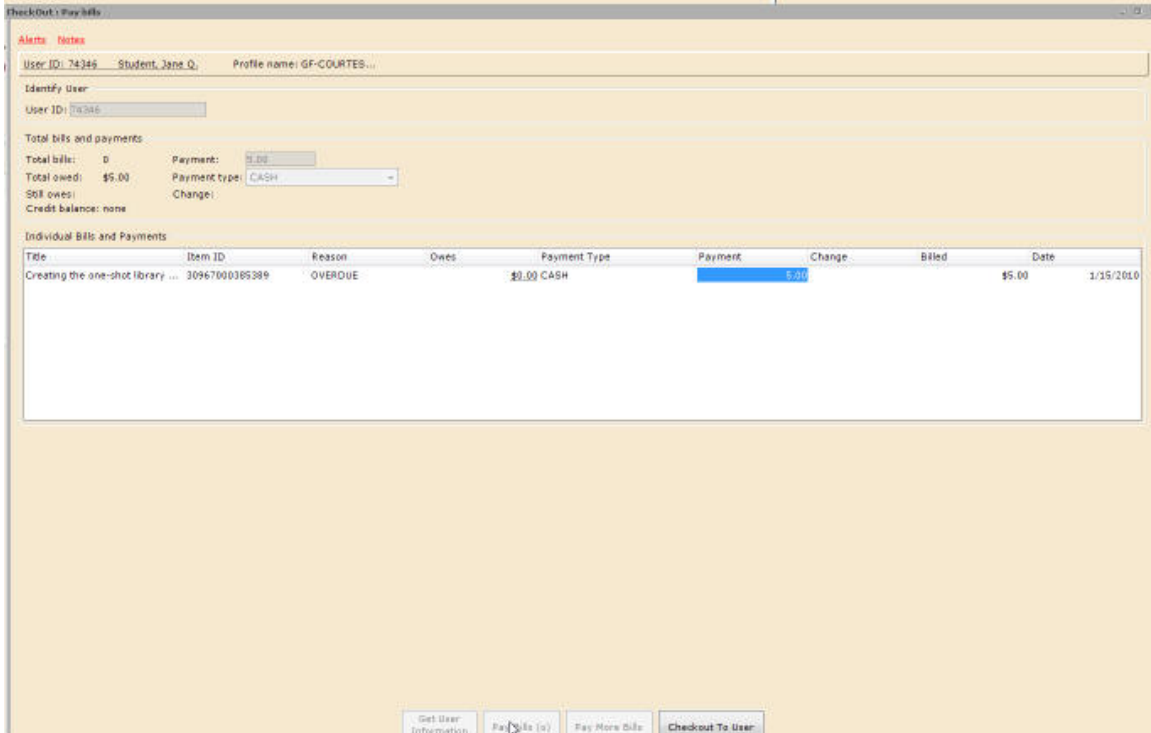 CheckOut : Pay bills
Alerts Notes
User ID: 74346 Student, Jane Q. Profile name: GF-COURTES...
Identify User
User ID: 74346
Total bills and payments
Total bills: 0 Payment: 5.00
Total owed: $5.00 Payment type: CASH
Still owes: Change:
Credit balance: none
Individual Bills and Payments
Title Item ID Reason Owes Payment Type Payment Change Billed Date
Creating the one-shot library ... 30967000385389 OVERDUE $0.00 CASH 5.00 $5.00 1/15/2010
Get User
Information Pay Bills (o) Pay More Bills Checkout To User